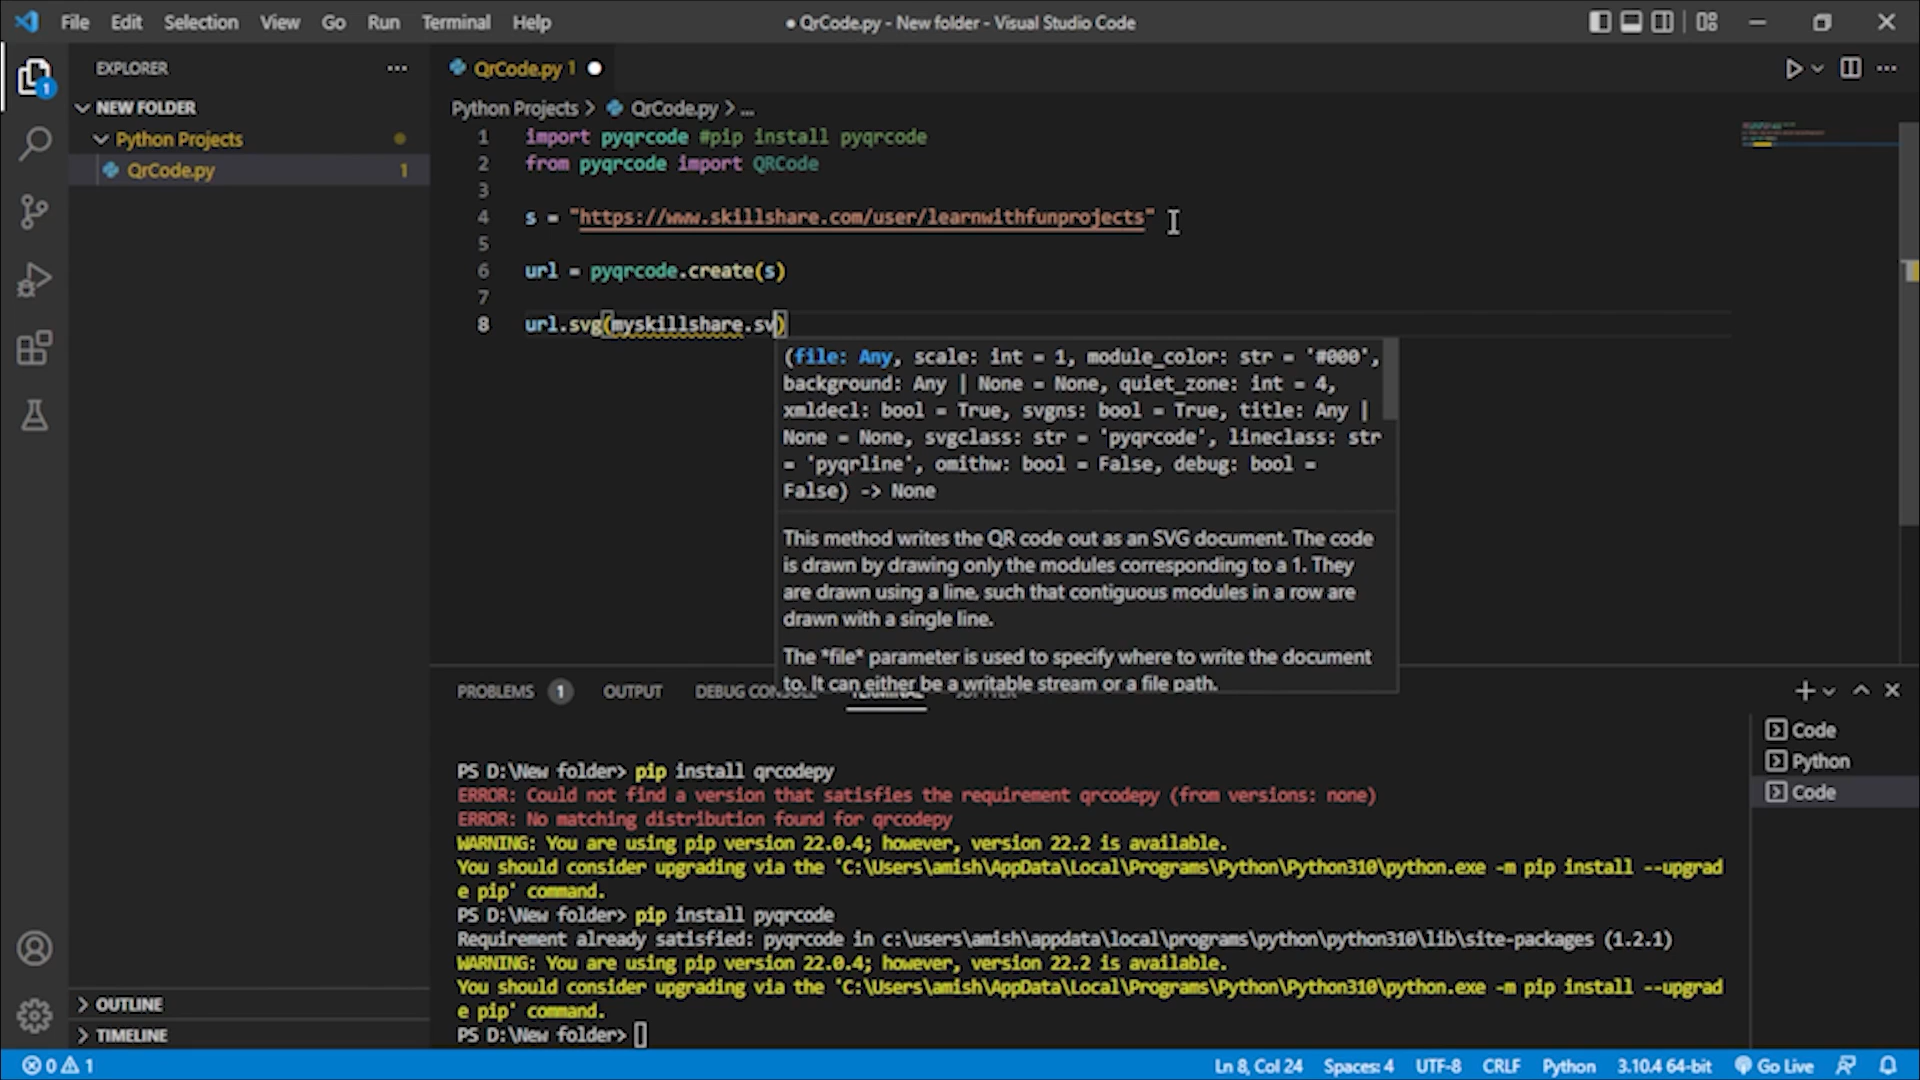 File Edit Selection View Go Run Terminal Help
● QrCode.py - New folder - Visual Studio Code
EXPLORER
1
NEW FOLDER
Python Projects
QrCode.py 1
OUTLINE
TIMELINE
QrCode.py 1
Python Projects > QrCode.py > ...
1 import pyqrcode #pip install pyqrcode
2 from pyqrcode import QRCode
3
4 s = "https://www.skillshare.com/user/learnwithfunprojects"
5
6 url = pyqrcode.create(s)
7
8 url.svg(myskillshare.sv)
(file: Any, scale: int = 1, module_color: str = '#000',
background: Any | None = None, quiet_zone: int = 4,
xmldecl: bool = True, svgns: bool = True, title: Any |
None = None, svgclass: str = 'pyqrcode', lineclass: str
= 'pyqrline', omithw: bool = False, debug: bool =
False) -> None
This method writes the QR code out as an SVG document. The code
is drawn by drawing only the modules corresponding to a 1. They
are drawn using a line, such that contiguous modules in a row are
drawn with a single line.
The *file* parameter is used to specify where to write the document
to. It can either be a writable stream or a file path.
PROBLEMS 1 OUTPUT DEBUG CONSOLE TERMINAL JUPYTER
Code
Python
Code
PS D:\New folder> pip install qrcodepy
ERROR: Could not find a version that satisfies the requirement qrcodepy (from versions: none)
ERROR: No matching distribution found for qrcodepy
WARNING: You are using pip version 22.0.4; however, version 22.2 is available.
You should consider upgrading via the 'C:\Users\amish\AppData\Local\Programs\Python\Python310\python.exe -m pip install --upgrad
e pip' command.
PS D:\New folder> pip install pyqrcode
Requirement already satisfied: pyqrcode in c:\users\amish\appdata\local\programs\python\python310\lib\site-packages (1.2.1)
WARNING: You are using pip version 22.0.4; however, version 22.2 is available.
You should consider upgrading via the 'C:\Users\amish\AppData\Local\Programs\Python\Python310\python.exe -m pip install --upgrad
e pip' command.
PS D:\New folder>
0 1 Ln 8, Col 24 Spaces: 4 UTF-8 CRLF Python 3.10.4 64-bit Go Live